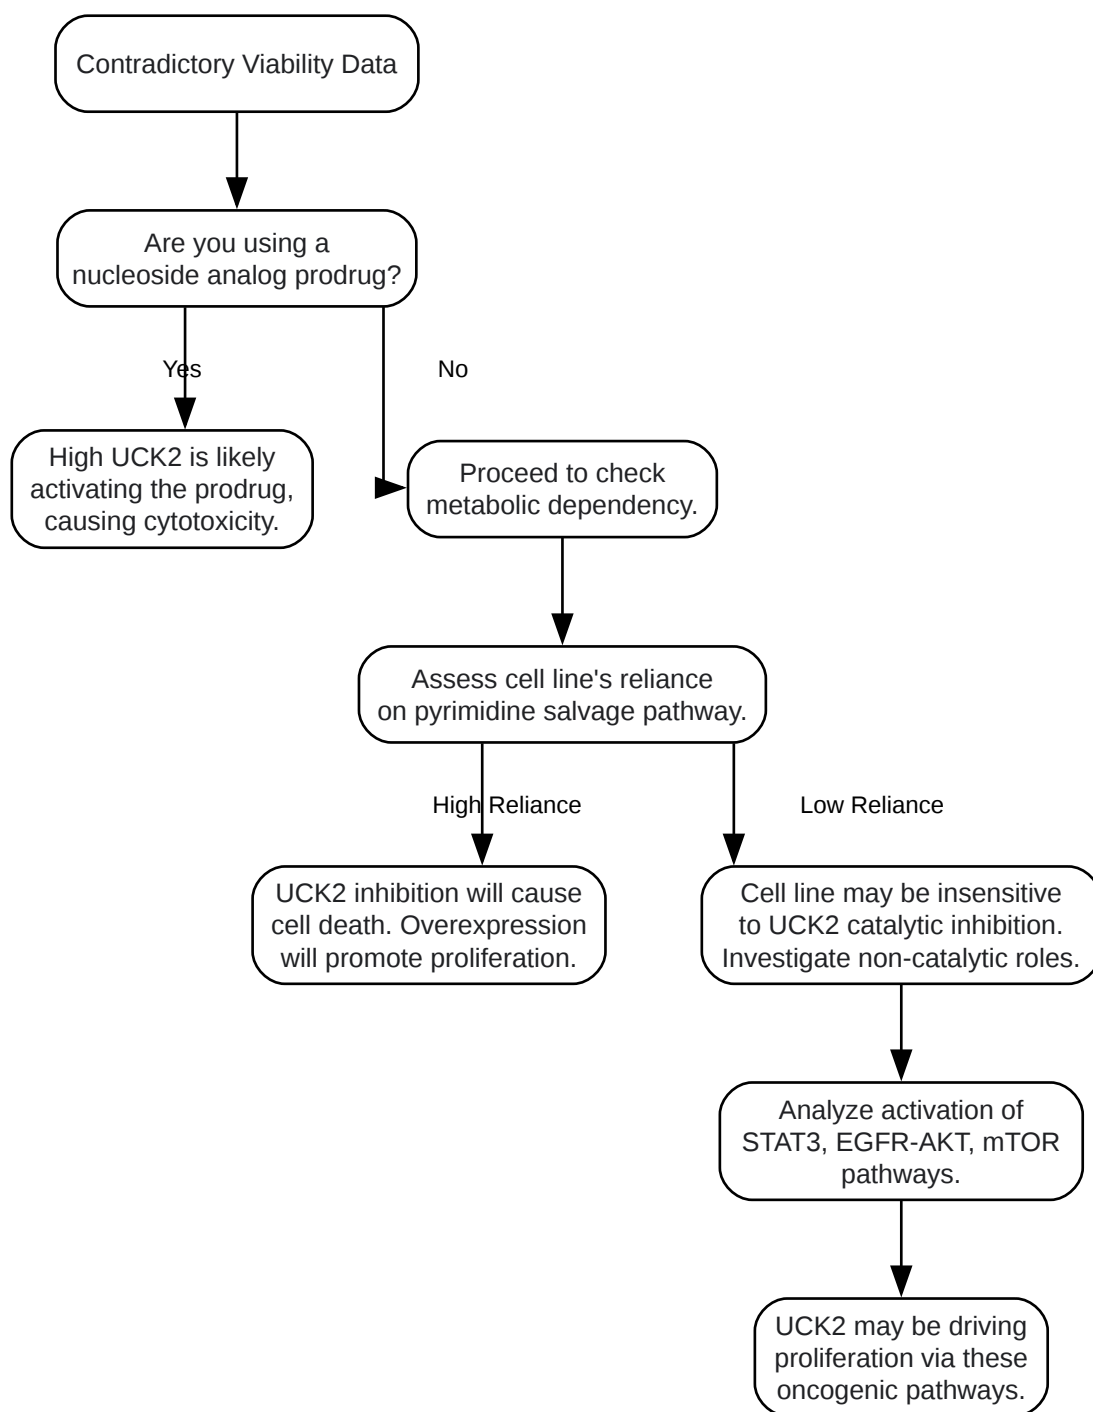 Contradictory Viability Data
Are you using a
nucleoside analog prodrug?
Yes
No
High UCK2 is likely
activating the prodrug,
causing cytotoxicity.
Proceed to check
metabolic dependency.
Assess cell line's reliance
on pyrimidine salvage pathway.
High Reliance
Low Reliance
UCK2 inhibition will cause
cell death. Overexpression
will promote proliferation.
Cell line may be insensitive
to UCK2 catalytic inhibition.
Investigate non-catalytic roles.
Analyze activation of
STAT3, EGFR-AKT, mTOR
pathways.
UCK2 may be driving
proliferation via these
oncogenic pathways.